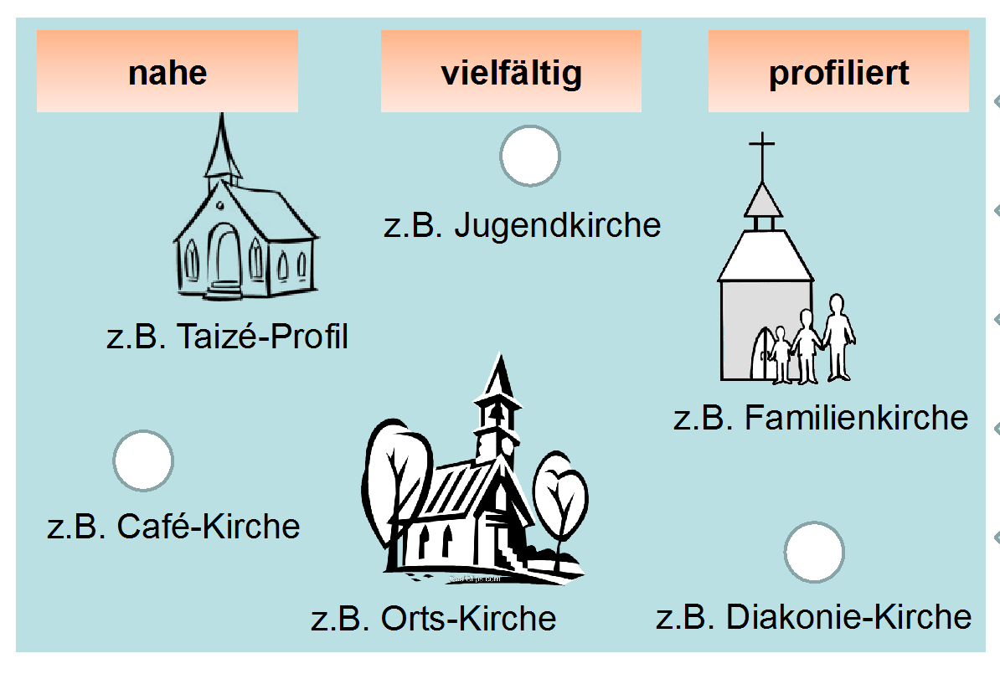 nahe
vielfältig
profiliert
z.B. Jugendkirche
z.B. Taizé-Profil
z.B. Familienkirche
z.B. Café-Kirche
z.B. Orts-Kirche
z.B. Diakonie-Kirche